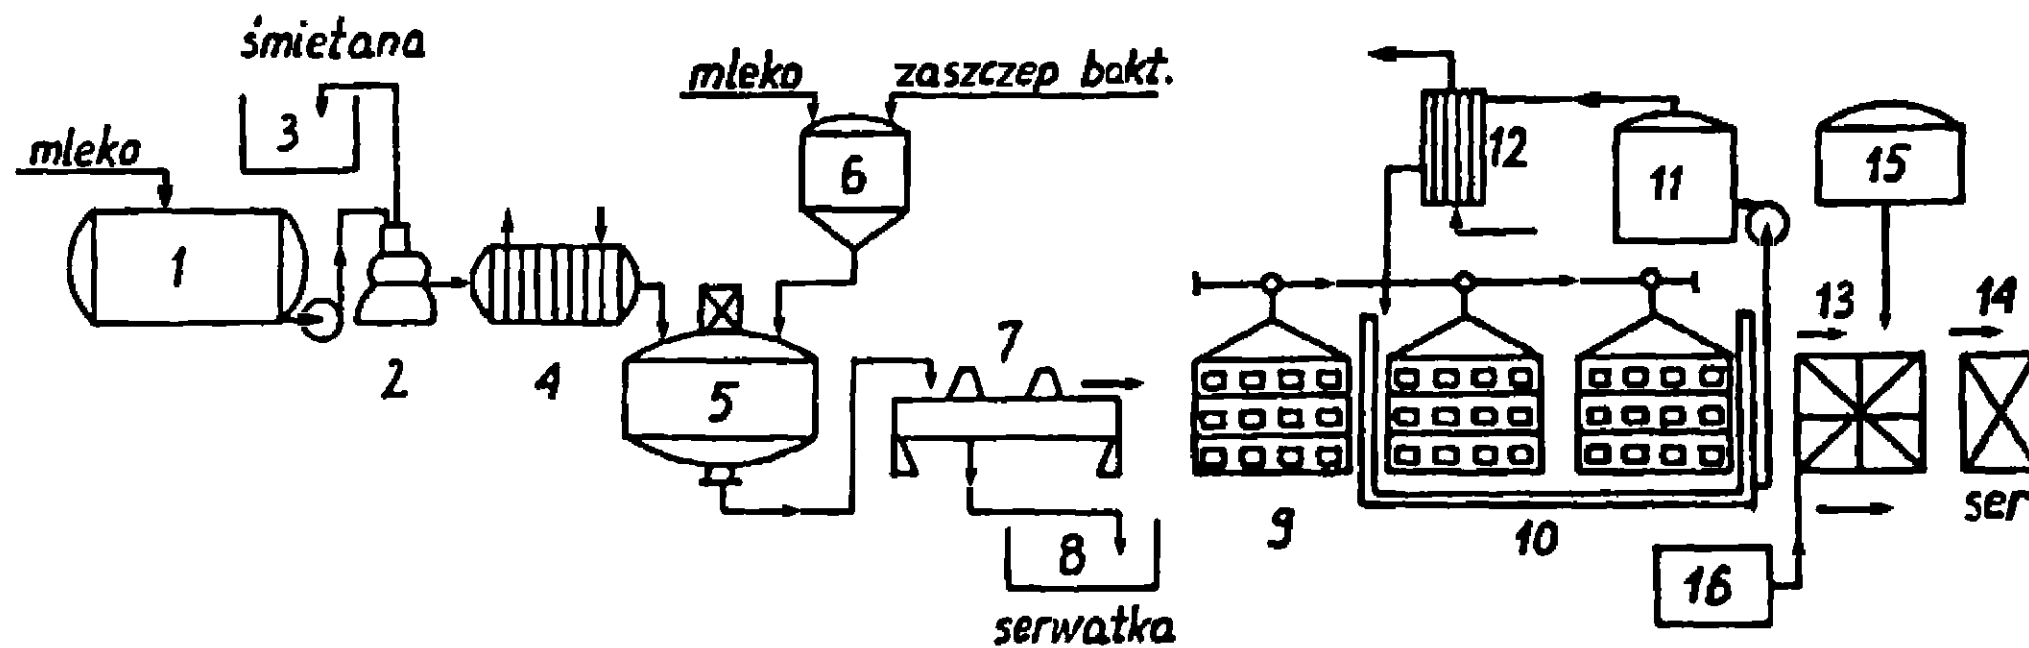 śmietana
mleko
3
1
2
4
mleko
zaszczep bakt.
6
5
7
8
serwatka
12
11
15
9
10
13
14
ser
16